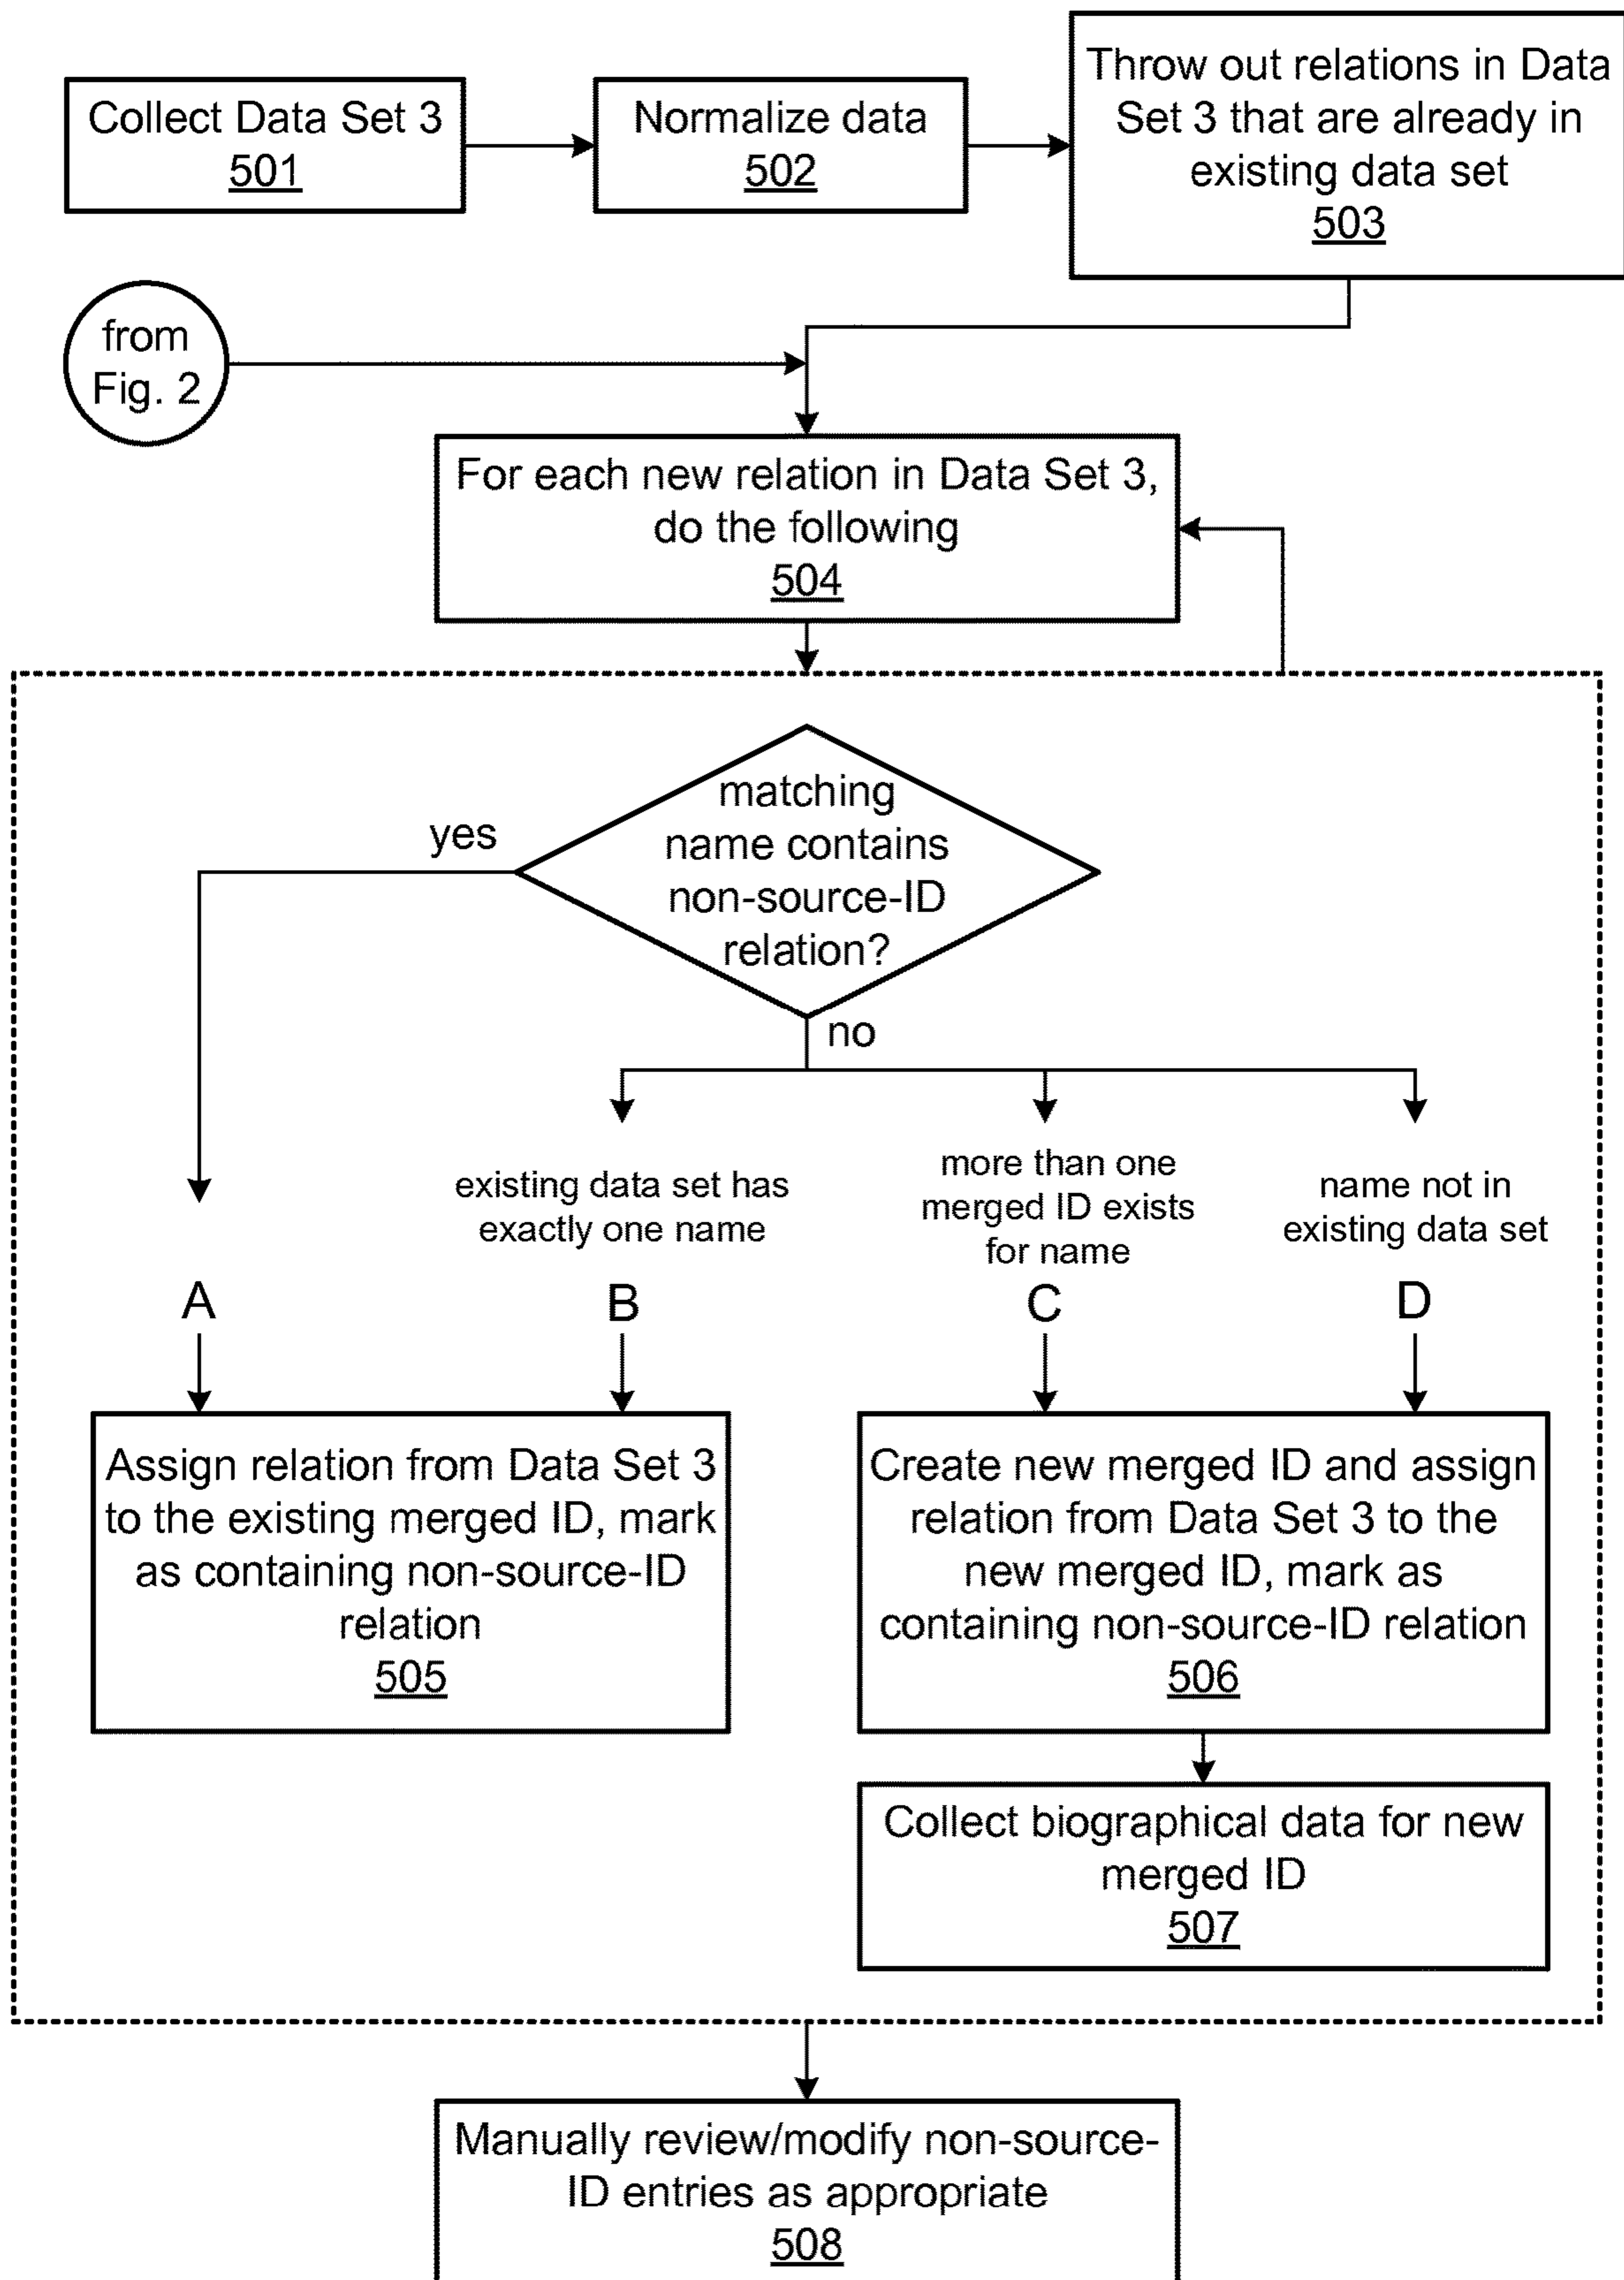 Collect Data Set 3
501
Normalize data
502
Throw out relations in Data
Set 3 that are already in
existing data set
503
from
Fig. 2
For each new relation in Data Set 3,
do the following
504
matching
name contains
non-source-ID
relation?
yes
no
existing data set has
exactly one name
more than one
merged ID exists
for name
name not in
existing data set
A
B
C
D
Assign relation from Data Set 3
to the existing merged ID, mark
as containing non-source-ID
relation
505
Create new merged ID and assign
relation from Data Set 3 to the
new merged ID, mark as
containing non-source-ID relation
506
Collect biographical data for new
merged ID
507
Manually review/modify non-source-
ID entries as appropriate
508